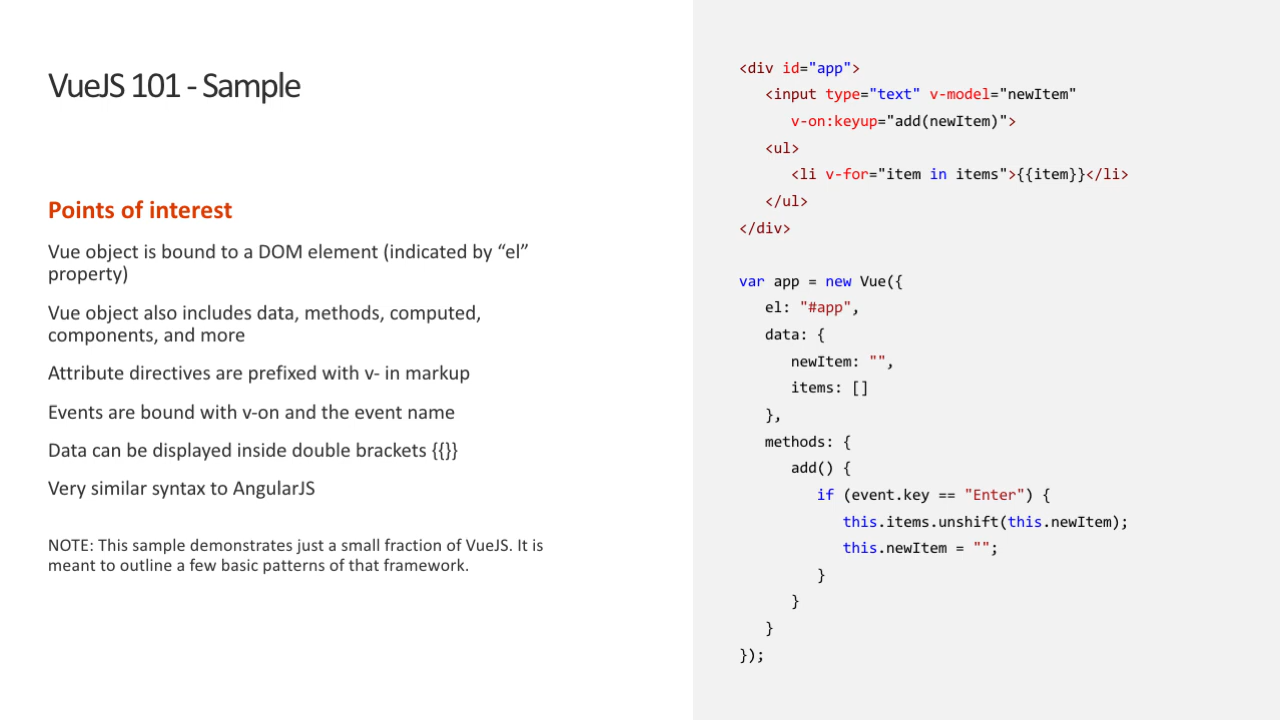 VueJS 101 - Sample
Points of interest
Vue object is bound to a DOM element (indicated by “el”
property)
Vue object also includes data, methods, computed,
components, and more
Attribute directives are prefixed with v- in markup
Events are bound with v-on and the event name
Data can be displayed inside double brackets {{}}
Very similar syntax to AngularJS
NOTE: This sample demonstrates just a small fraction of VueJS. It is
meant to outline a few basic patterns of that framework.
<div id="app">
   <input type="text" v-model="newItem"
      v-on:keyup="add(newItem)">
   <ul>
      <li v-for="item in items">{{item}}</li>
   </ul>
</div>
var app = new Vue({
   el: "#app",
   data: {
      newItem: "",
      items: []
   },
   methods: {
      add() {
         if (event.key == "Enter") {
            this.items.unshift(this.newItem);
            this.newItem = "";
         }
      }
   }
});